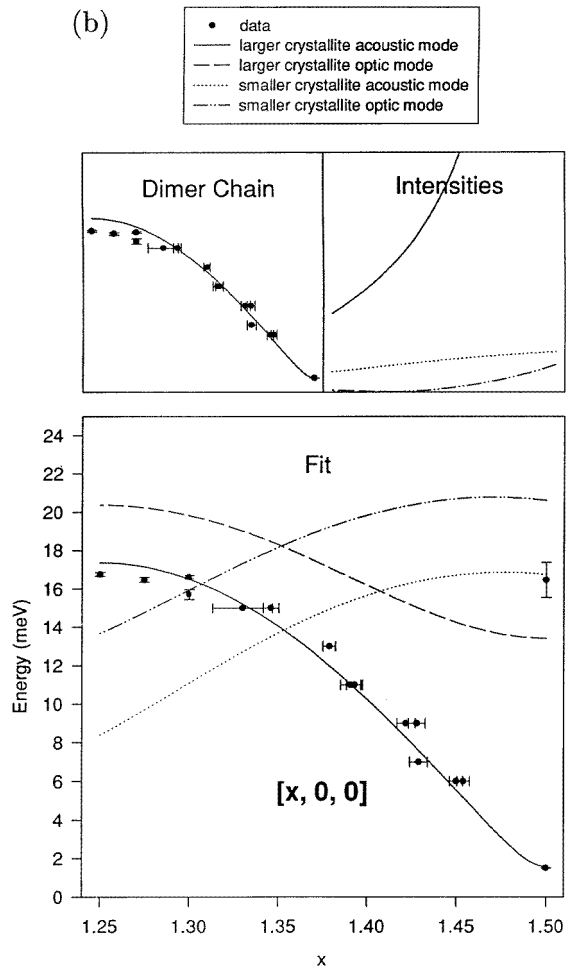 (b)
data
larger crystallite acoustic mode
larger crystallite optic mode
smaller crystallite acoustic mode
smaller crystallite optic mode
Dimer Chain
Intensities
Fit
24
22
20
18
16
14
12
10
8
6
4
2
0
Energy (meV)
[x, 0, 0]
1.25
1.30
1.35
1.40
1.45
1.50
x